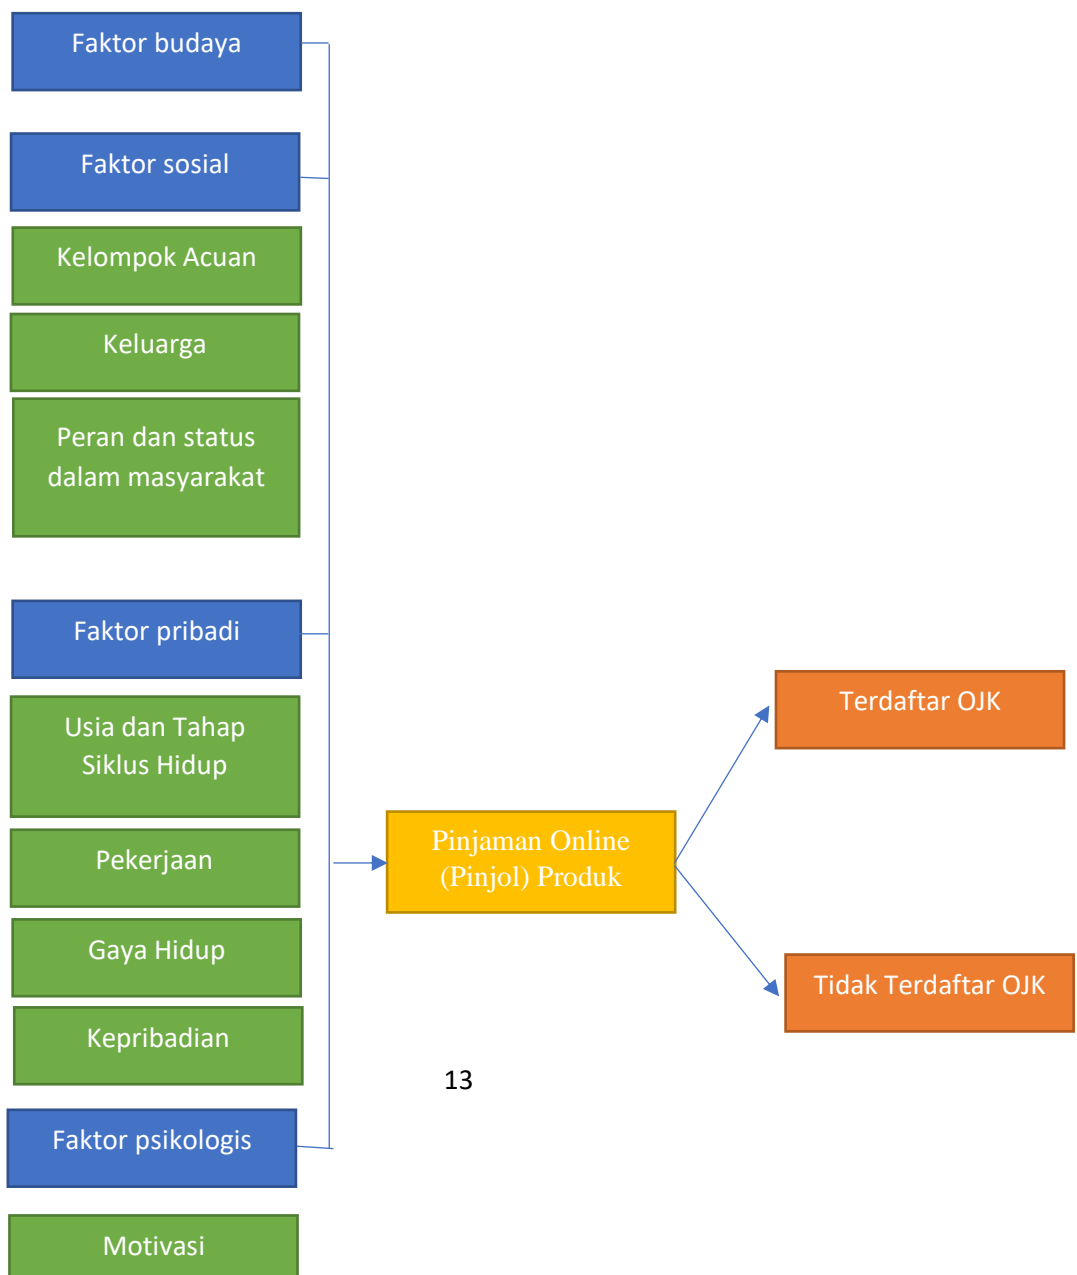 Faktor budaya
Faktor sosial
Kelompok Acuan
Keluarga
Peran dan status
dalam masyarakat
Faktor pribadi
Usia dan Tahap
Siklus Hidup
Pekerjaan
Gaya Hidup
Kepribadian
Faktor psikologis
Motivasi
Pinjaman Online
(Pinjol) Produk
Terdaftar OJK
Tidak Terdaftar OJK
13